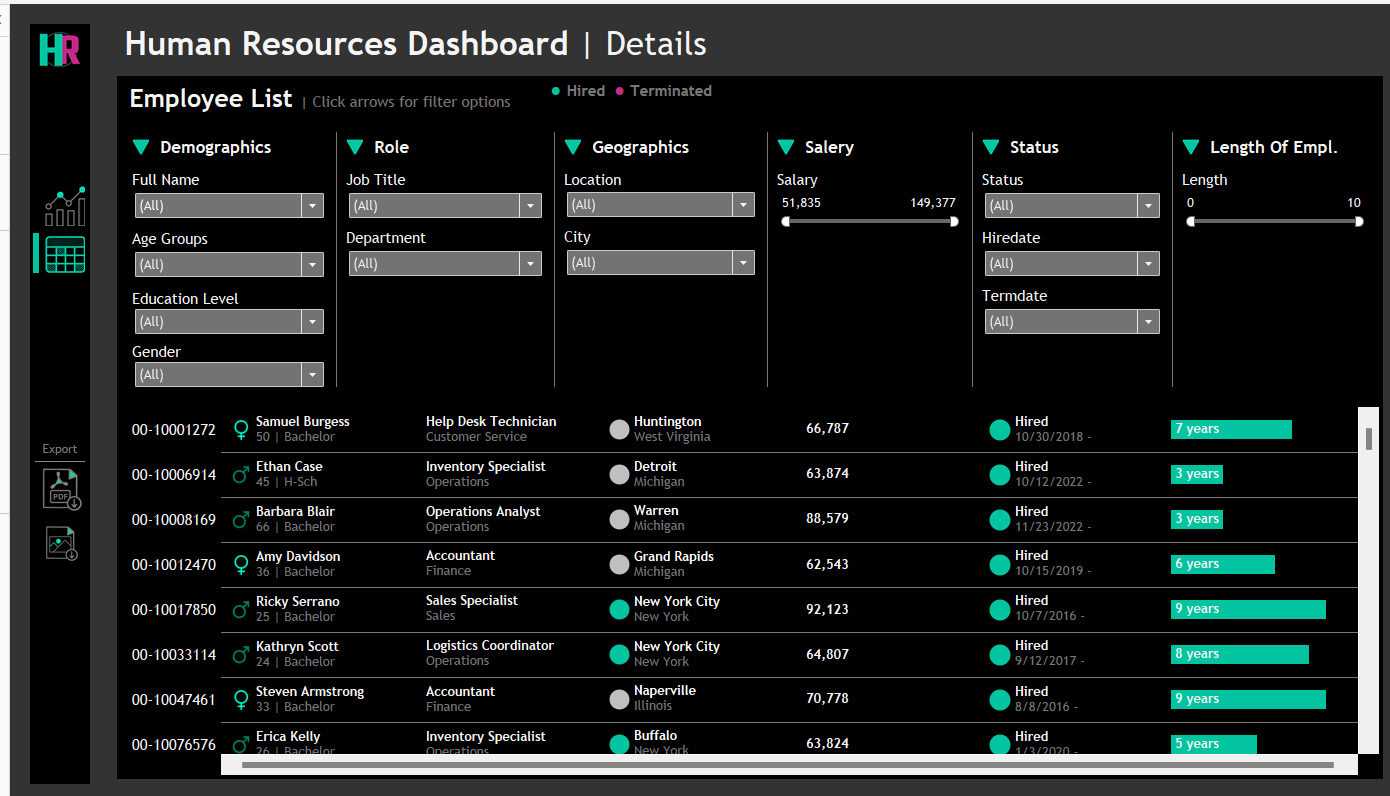 HR
Human Resources Dashboard | Details
Employee List | Click arrows for filter options
Hired Terminated
Demographics
Full Name
(All)
Age Groups
(All)
Education Level
(All)
Gender
(All)
Role
Job Title
(All)
Department
(All)
Geographics
Location
(All)
City
(All)
Salery
Salary
51,835 149,377
Status
Status
(All)
Hiredate
(All)
Termdate
(All)
Length Of Empl.
Length
0 10
Export
PDF
00-10001272 Samuel Burgess Help Desk Technician Huntington 66,787 Hired 7 years
50 | Bachelor Customer Service West Virginia 10/30/2018 -
00-10006914 Ethan Case Inventory Specialist Detroit 63,874 Hired 3 years
45 | H-Sch Operations Michigan 10/12/2022 -
00-10008169 Barbara Blair Operations Analyst Warren 88,579 Hired 3 years
66 | Bachelor Operations Michigan 11/23/2022 -
00-10012470 Amy Davidson Accountant Grand Rapids 62,543 Hired 6 years
36 | Bachelor Finance Michigan 10/15/2019 -
00-10017850 Ricky Serrano Sales Specialist New York City 92,123 Hired 9 years
25 | Bachelor Sales New York 10/7/2016 -
00-10033114 Kathryn Scott Logistics Coordinator New York City 64,807 Hired 8 years
24 | Bachelor Operations New York 9/12/2017 -
00-10047461 Steven Armstrong Accountant Naperville 70,778 Hired 9 years
33 | Bachelor Finance Illinois 8/8/2016 -
00-10076576 Erica Kelly Inventory Specialist Buffalo 63,824 Hired 5 years
26 | Bachelor Operations New York 1/3/2020 -